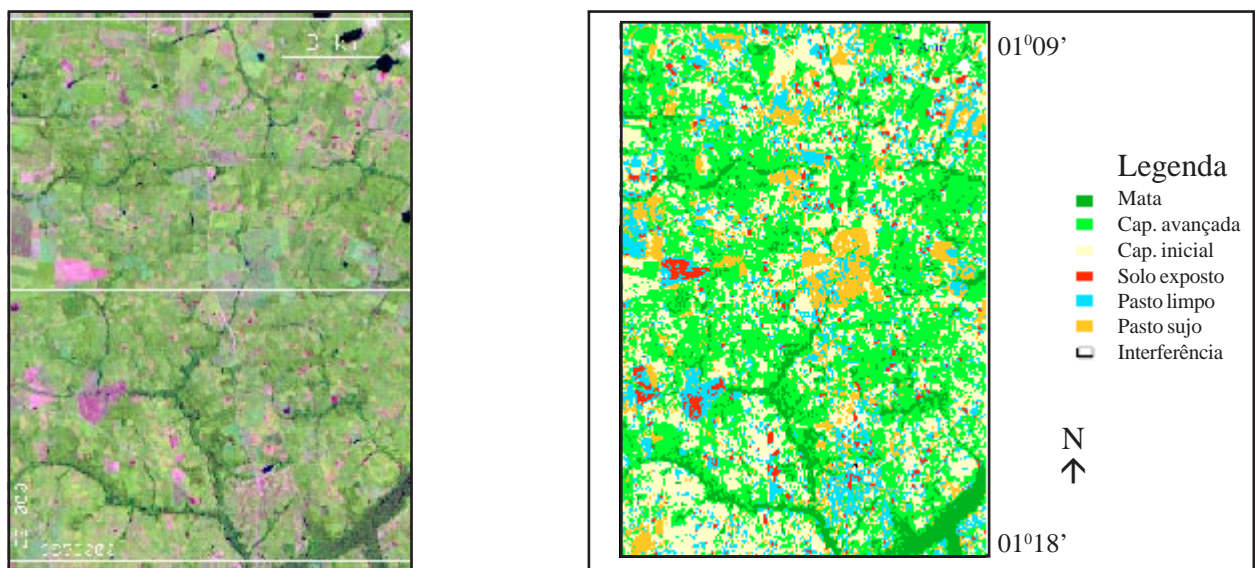 01⁰09’
Legenda
Mata
Cap. avançada
Cap. inicial
Solo exposto
Pasto limpo
Pasto sujo
Interferência
N
01⁰18’